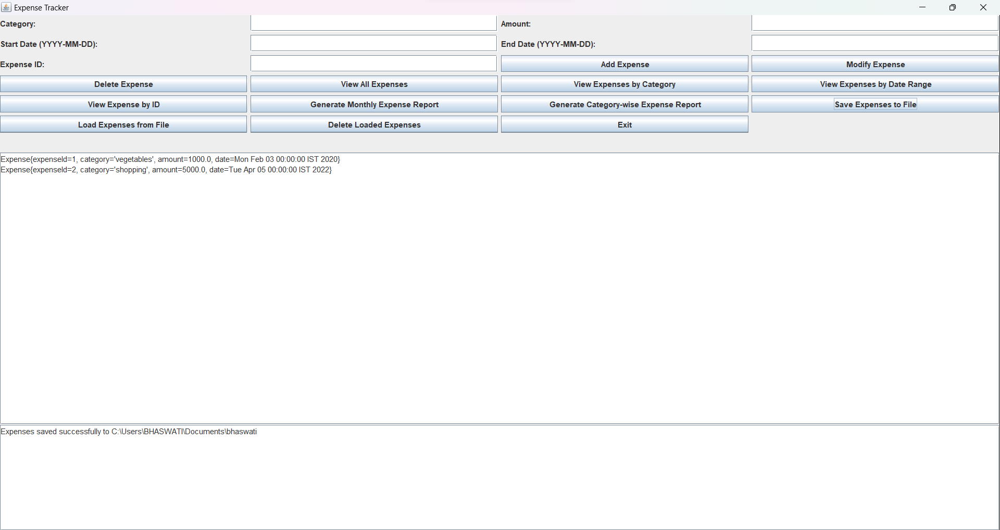 Expense Tracker
Category:
Amount:
Start Date (YYYY-MM-DD):
End Date (YYYY-MM-DD):
Expense ID:
Add Expense
Modify Expense
Delete Expense
View All Expenses
View Expenses by Category
View Expenses by Date Range
View Expense by ID
Generate Monthly Expense Report
Generate Category-wise Expense Report
Save Expenses to File
Load Expenses from File
Delete Loaded Expenses
Exit
Expense{expenseId=1, category='vegetables', amount=1000.0, date=Mon Feb 03 00:00:00 IST 2020}
Expense{expenseId=2, category='shopping', amount=5000.0, date=Tue Apr 05 00:00:00 IST 2022}
Expenses saved successfully to C:\Users\BHASWATI\Documents\bhaswati